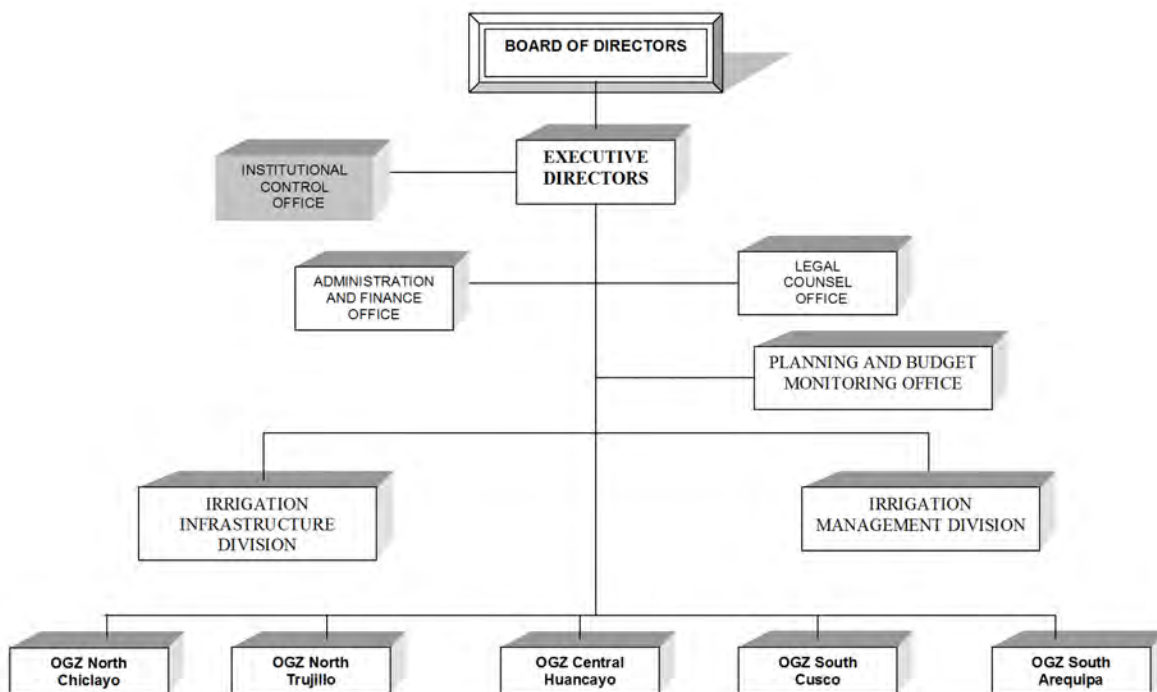 BOARD OF DIRECTORS
EXECUTIVE
DIRECTORS
INSTITUTIONAL
CONTROL
OFFICE
ADMINISTRATION
AND FINANCE
OFFICE
LEGAL
COUNSEL
OFFICE
PLANNING AND BUDGET
MONITORING OFFICE
IRRIGATION
INFRASTRUCTURE
DIVISION
IRRIGATION
MANAGEMENT DIVISION
OGZ North
Chiclayo
OGZ North
Trujillo
OGZ Central
Huancayo
OGZ South
Cusco
OGZ South
Arequipa